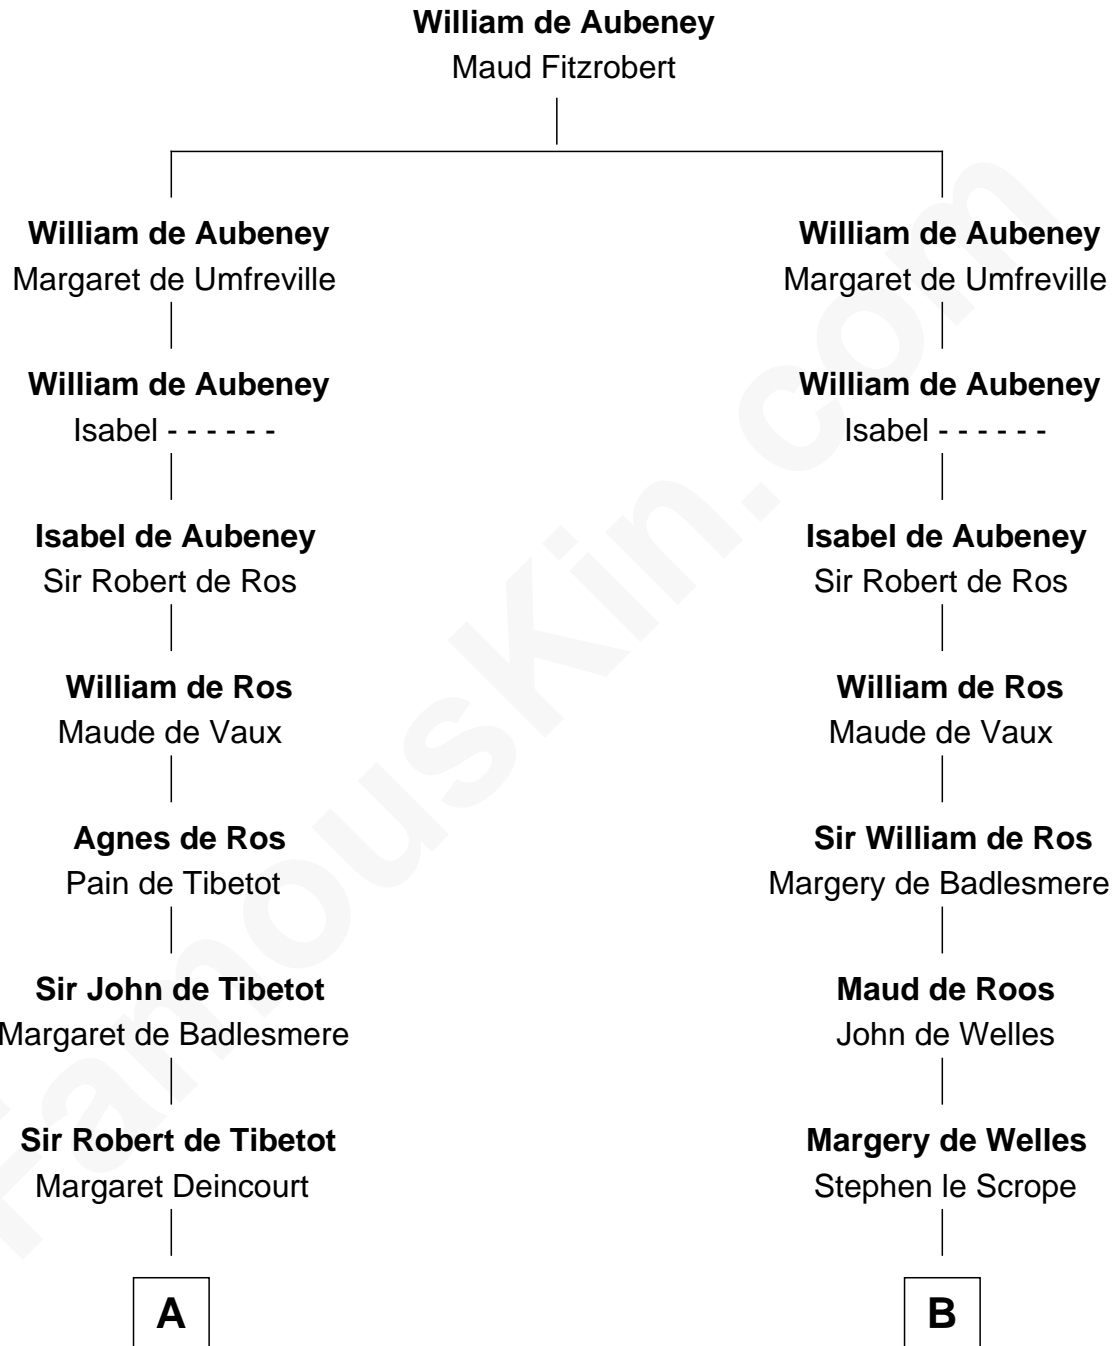 William de Aubeney
Maud Fitzrobert
William de Aubeney
Margaret de Umfreville
William de Aubeney
Isabel - - - - - -
Isabel de Aubeney
Sir Robert de Ros
William de Ros
Maude de Vaux
Agnes de Ros
Pain de Tibetot
Sir John de Tibetot
Margaret de Badlesmere
Sir Robert de Tibetot
Margaret Deincourt
A
William de Aubeney
Margaret de Umfreville
William de Aubeney
Isabel - - - - - -
Isabel de Aubeney
Sir Robert de Ros
William de Ros
Maude de Vaux
Sir William de Ros
Margery de Badlesmere
Maud de Roos
John de Welles
Margery de Welles
Stephen le Scrope
B
FamousKin.com